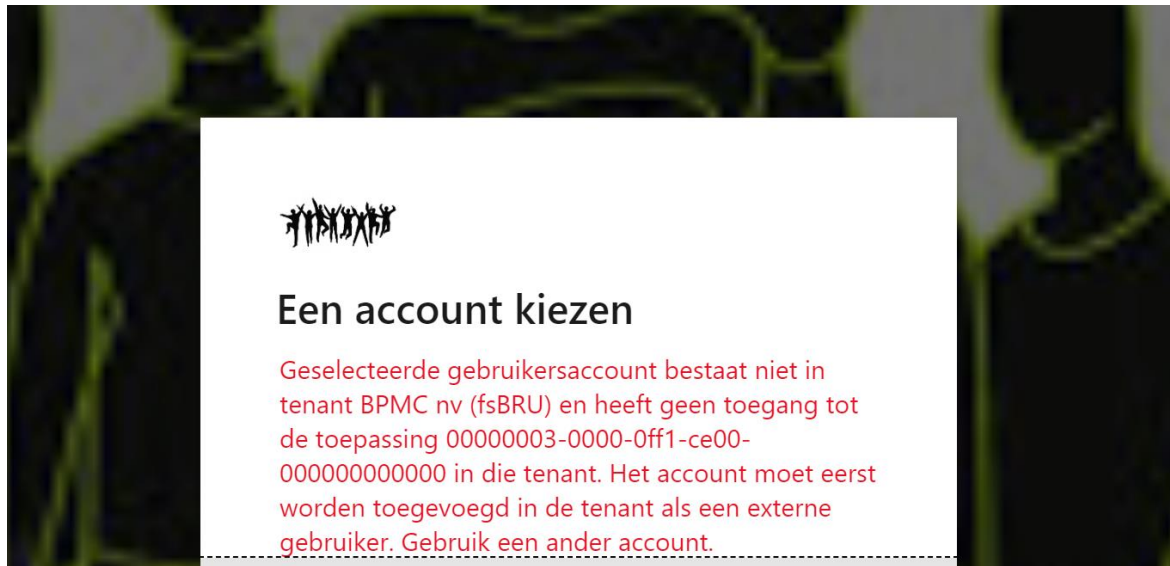 Een account kiezen
Geselecteerde gebruikersaccount bestaat niet in
tenant BPMC nv (fsBRU) en heeft geen toegang tot
de toepassing 00000003-0000-0ff1-ce00-
000000000000 in die tenant. Het account moet eerst
worden toegevoegd in de tenant als een externe
gebruiker. Gebruik een ander account.